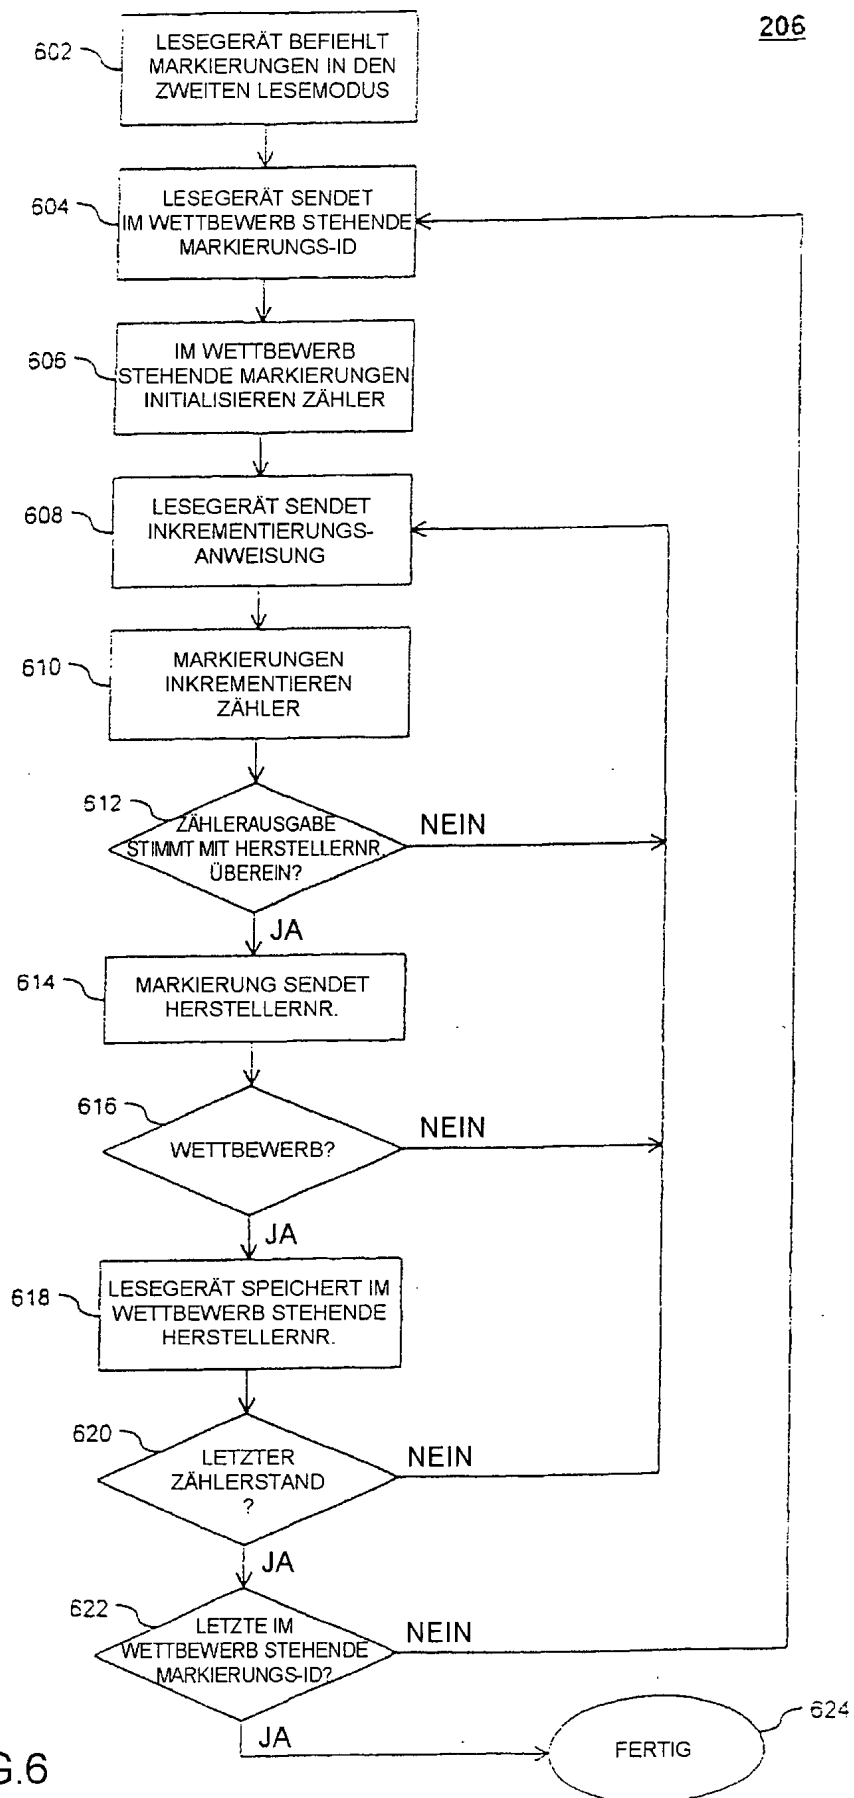 206
602
LESEGERÄT BEFIEHLT
MARKIERUNGEN IN DEN
ZWEITEN LESEMODUS
604
LESEGERÄT SENDET
IM WETTBEWERB STEHENDE
MARKIERUNGS-ID
606
IM WETTBEWERB
STEHENDE MARKIERUNGEN
INITIALISIEREN ZÄHLER
608
LESEGERÄT SENDET
INKREMENTIERUNGS-
ANWEISUNG
610
MARKIERUNGEN
INKREMENTIEREN
ZÄHLER
612
ZÄHLERAUSGABE
STIMMT MIT HERSTELLERNR.
ÜBEREIN?
NEIN
JA
614
MARKIERUNG SENDET
HERSTELLERNR.
616
WETTBEWERB?
NEIN
JA
618
LESEGERÄT SPEICHERT IM
WETTBEWERB STEHENDE
HERSTELLERNR.
620
LETZTER
ZÄHLERSTAND
?
NEIN
JA
622
LETZTE IM
WETTBEWERB STEHENDE
MARKIERUNGS-ID?
NEIN
JA
624
FERTIG
G.6